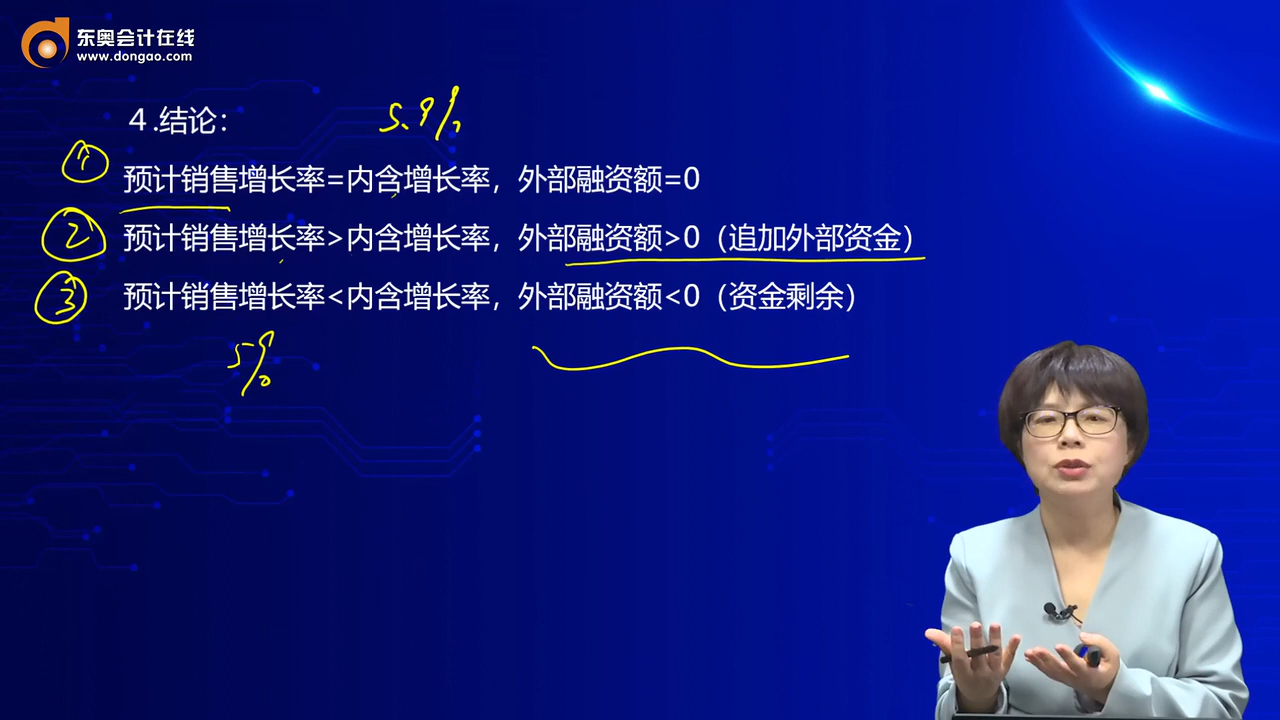 东奥会计在线
www.dongao.com
4.结论：
5.9%
① 预计销售增长率=内含增长率，外部融资额=0
② 预计销售增长率>内含增长率，外部融资额>0（追加外部资金）
③ 预计销售增长率<内含增长率，外部融资额<0（资金剩余）
5%